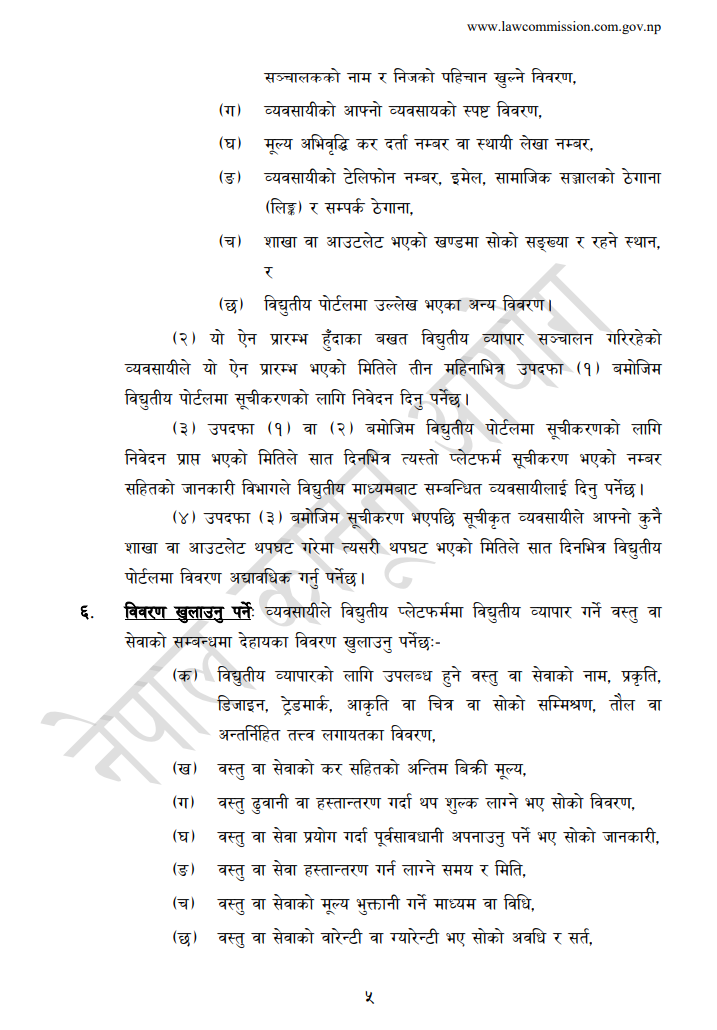 www.lawcommission.com.gov.np
सञ्चालकको नाम र निजको पहिचान खुल्ने विवरण,
(ग) व्यवसायीको आफ्नो व्यवसायको स्पष्ट विवरण,
(घ) मूल्य अभिवृद्धि कर दर्ता नम्बर वा स्थायी लेखा नम्बर,
(ङ) व्यवसायीको टेलिफोन नम्बर, इमेल, सामाजिक सञ्जालको ठेगाना
(लिङ्क) र सम्पर्क ठेगाना,
(च) शाखा वा आउटलेट भएको खण्डमा सोको सङ्ख्या र रहने स्थान,
र
(छ) विद्युतीय पोर्टलमा उल्लेख भएका अन्य विवरण।
(२) यो ऐन प्रारम्भ हुँदाका बखत विद्युतीय व्यापार सञ्चालन गरिरहेको
व्यवसायीले यो ऐन प्रारम्भ भएको मितिले तीन महिनाभित्र उपदफा (१) बमोजिम
विद्युतीय पोर्टलमा सूचीकरणको लागि निवेदन दिनु पर्नेछ।
(३) उपदफा (१) वा (२) बमोजिम विद्युतीय पोर्टलमा सूचीकरणको लागि
निवेदन प्राप्त भएको मितिले सात दिनभित्र त्यस्तो प्लेटफर्म सूचीकरण भएको नम्बर
सहितको जानकारी विभागले विद्युतीय माध्यमबाट सम्बन्धित व्यवसायीलाई दिनु पर्नेछ।
(४) उपदफा (३) बमोजिम सूचीकरण भएपछि सूचीकृत व्यवसायीले आफ्नो कुनै
शाखा वा आउटलेट थपघट गरेमा त्यसरी थपघट भएको मितिले सात दिनभित्र विद्युतीय
पोर्टलमा विवरण अद्यावधिक गर्नु पर्नेछ।
६. विवरण खुलाउनु पर्ने: व्यवसायीले विद्युतीय प्लेटफर्ममा विद्युतीय व्यापार गर्ने वस्तु वा
सेवाको सम्बन्धमा देहायका विवरण खुलाउनु पर्नेछः-
(क) विद्युतीय व्यापारको लागि उपलब्ध हुने वस्तु वा सेवाको नाम, प्रकृति,
डिजाइन, ट्रेडमार्क, आकृति वा चित्र वा सोको सम्मिश्रण, तौल वा
अन्तर्निहित तत्त्व लगायतका विवरण,
(ख) वस्तु वा सेवाको कर सहितको अन्तिम बिक्री मूल्य,
(ग) वस्तु ढुवानी वा हस्तान्तरण गर्दा थप शुल्क लाग्ने भए सोको विवरण,
(घ) वस्तु वा सेवा प्रयोग गर्दा पूर्वसावधानी अपनाउनु पर्ने भए सोको जानकारी,
(ङ) वस्तु वा सेवा हस्तान्तरण गर्न लाग्ने समय र मिति,
(च) वस्तु वा सेवाको मूल्य भुक्तानी गर्ने माध्यम वा विधि,
(छ) वस्तु वा सेवाको वारेन्टी वा ग्यारेन्टी भए सोको अवधि र सर्त,
नेपाल कानून आयोग
५